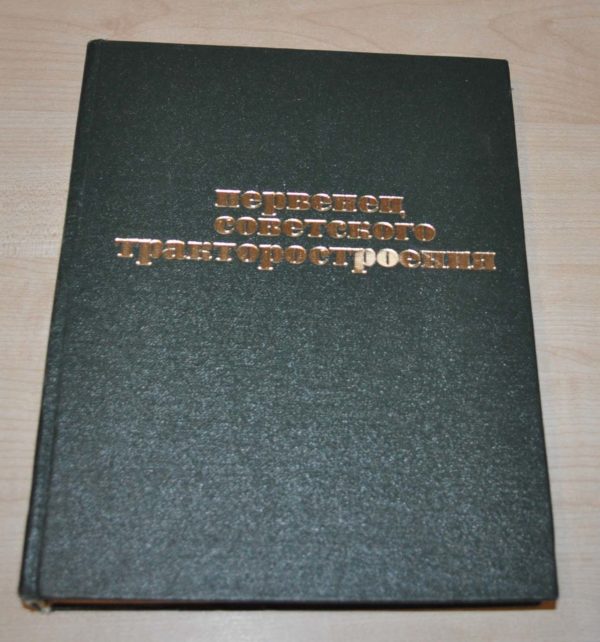 первенец
советского
тракторостроения